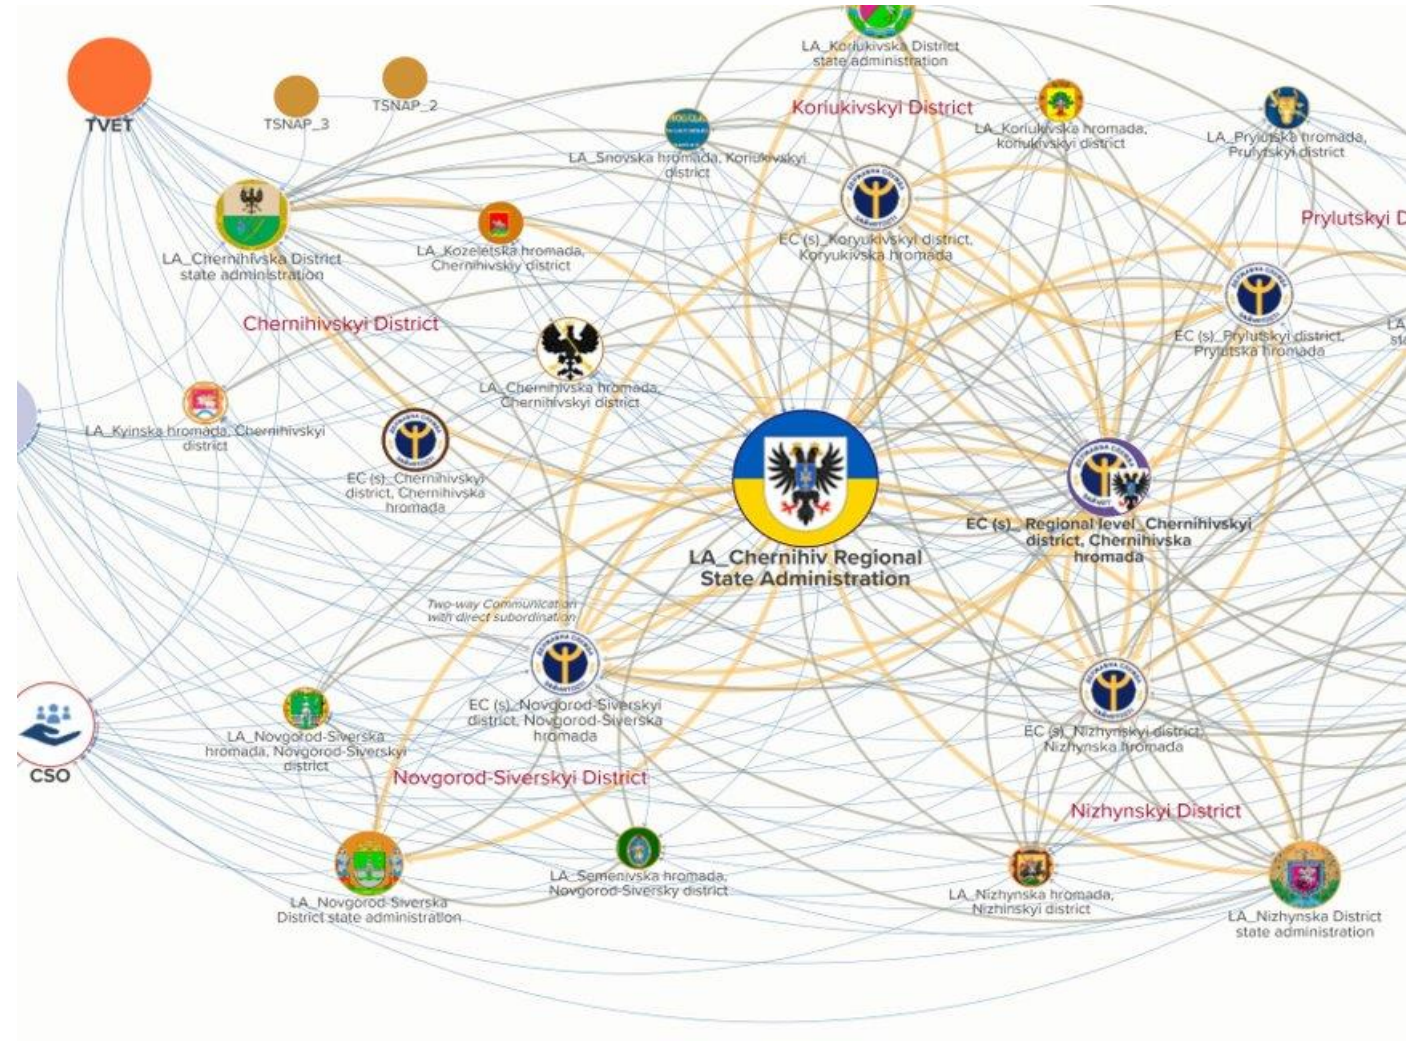 LA_Koriukivska District
state administration
TVET
TSNAP_3
TSNAP_2
Koriukivskyi District
LA_Koriukivska hromada,
koriukivskyi district
LA_Prylutska hromada,
Prulytskyi district
LA_Snovska hromada, Koriukivskyi
district
Prylutskyi D
LA_Chernihivska District
state administration
LA_Kozeletska hromada,
Chernihivskiy district
EC (s)_Koryukivskyi district,
Koryukivska hromada
Chernihivskyi District
EC (s)_Prylutskyi district,
Prylutska hromada
LA_
sta
LA_Chernihivska hromada,
Chernihivskyi district
LA_Kyinska hromada, Chernihivskyi
district
EC (s)_Chernihivskyi
district, Chernihivska
hromada
LA_Chernihiv Regional
State Administration
EC (s)_ Regional level_Chernihivskyi
district, Chernihivska
hromada
Two-way Communication
with direct subordination
EC (s)_Novgorod-Siverskyi
district, Novgorod-Siverska
hromada
LA_Novgorod-Siverska
hromada, Novgorod-Siverskyi
district
EC (s)_Nizhynskyi district,
Nizhynska hromada
CSO
Novgorod-Siverskyi District
Nizhynskyi District
LA_Novgorod-Siverska
District state administration
LA_Semenivska hromada,
Novgorod-Siversky district
LA_Nizhynska hromada,
Nizhinskyi district
LA_Nizhynska District
state administration